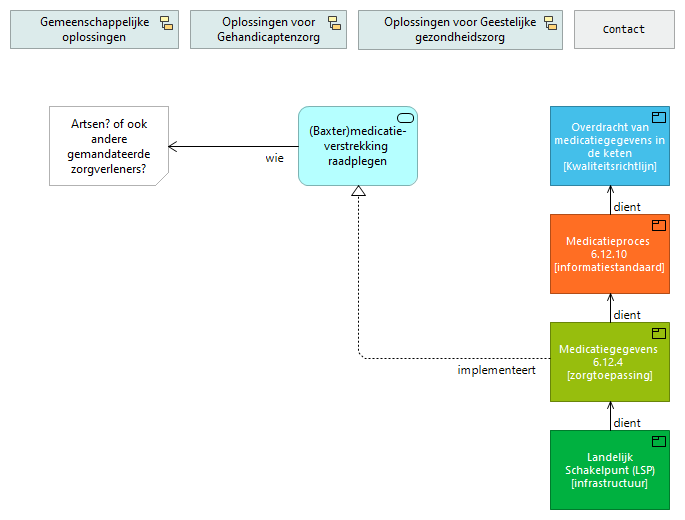 Gemeenschappelijke
oplossingen
Oplossingen voor
Gehandicaptenzorg
Oplossingen voor Geestelijke
gezondheidszorg
Contact
Artsen? of ook
andere
gemandateerde
zorgverleners?
wie
(Baxter)medicatie-
verstrekking
raadplegen
Overdracht van
medicatiegegevens in
de keten
[Kwaliteitsrichtlijn]
dient
Medicatieproces
6.12.10
[informatiestandaard]
dient
Medicatiegegevens
6.12.4
[zorgtoepassing]
implementeert
dient
Landelijk
Schakelpunt (LSP)
[infrastructuur]